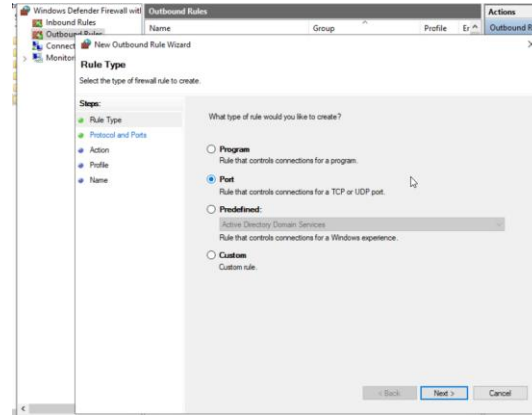 Windows Defender Firewall witl
Outbound Rules
Actions
Inbound Rules
Name
Group
Profile
Outbound R
Outbound Rules
Connect
Monitor
New Outbound Rule Wizard
Rule Type
Select the type of firewall rule to create.
Steps:
Rule Type
Protocol and Ports
Action
Profile
Name
What type of rule would you like to create?
Program
Rule that controls connections for a program.
Port
Rule that controls connections for a TCP or UDP port.
Predefined:
Active Directory Domain Services
Rule that controls connections for a Windows experience.
Custom
Custom rule.
< Back
Next >
Cancel